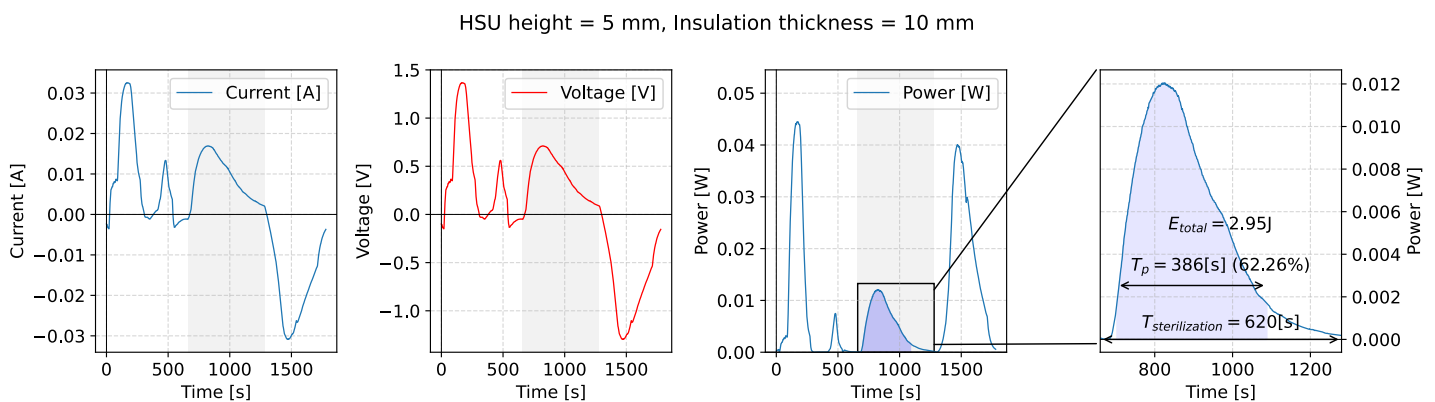 HSU height = 5 mm, Insulation thickness = 10 mm
Current [A]
0.03
0.02
0.01
0.00
−0.01
−0.02
−0.03
Current [A]
0
500
1000
1500
Time [s]
Voltage [V]
1.5
1.0
0.5
0.0
−0.5
−1.0
Voltage [V]
0
500
1000
1500
Time [s]
Power [W]
0.05
0.04
0.03
0.02
0.01
0.00
Power [W]
0
500
1000
1500
Time [s]
E_total = 2.95J
T_p = 386[s] (62.26%)
T_sterilization = 620[s]
0.012
0.010
0.008
0.006
0.004
0.002
0.000
Power [W]
800
1000
1200
Time [s]